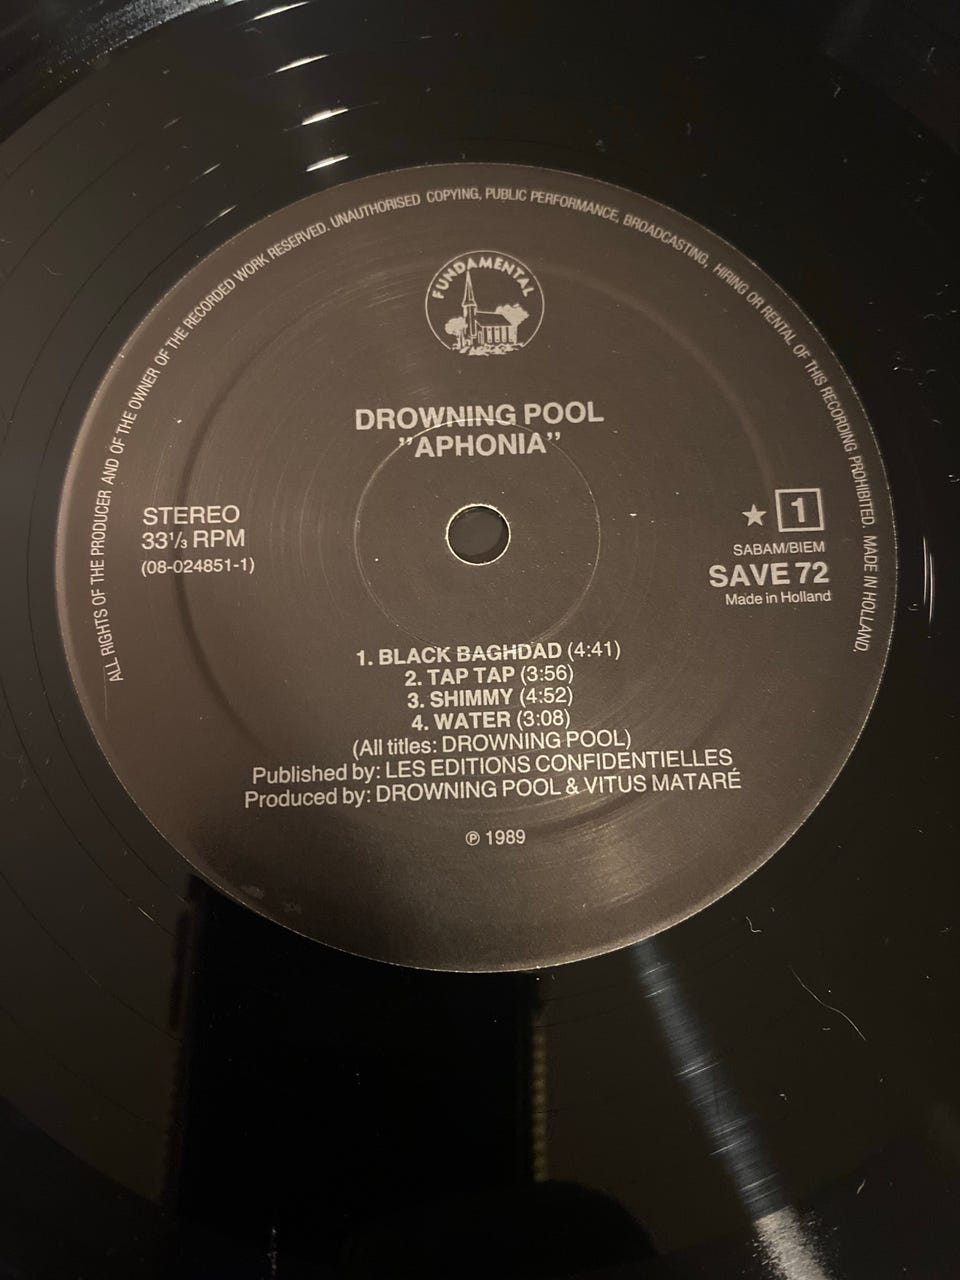 ALL RIGHTS OF THE PRODUCER AND OF THE OWNER OF THE RECORDED WORK RESERVED. UNAUTHORISED COPYING, PUBLIC PERFORMANCE, BROADCASTING, HIRING OR RENTAL OF THIS RECORDING PROHIBITED. MADE IN HOLLAND.
FUNDAMENTAL
DROWNING POOL
"APHONIA"
STEREO
33⅓ RPM
(08-024851-1)
★ 1
SABAM/BIEM
SAVE 72
Made in Holland
1. BLACK BAGHDAD (4:41)
2. TAP TAP (3:56)
3. SHIMMY (4:52)
4. WATER (3:08)
(All titles: DROWNING POOL)
Published by: LES EDITIONS CONFIDENTIELLES
Produced by: DROWNING POOL & VITUS MATARÉ
℗ 1989